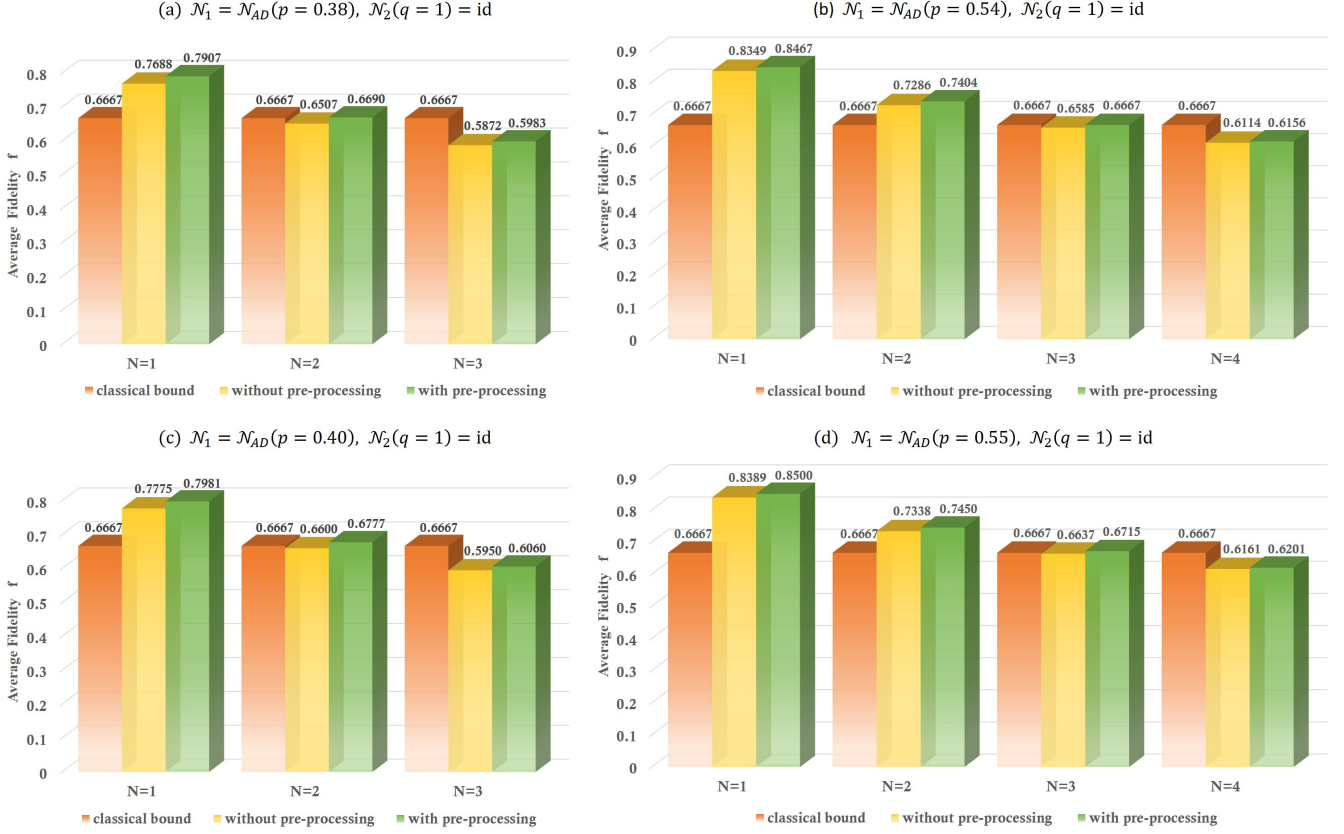 (a) 𝒩₁ = 𝒩_AD(p = 0.38), 𝒩₂(q = 1) = id
0.7688 0.7907
0.6667 0.6667 0.6507 0.6690 0.6667 0.5872 0.5983
0.8
0.7
0.6
0.5
0.4
0.3
0.2
0.1
0
Average Fidelity f
N=1 N=2 N=3
classical bound without pre-processing with pre-processing
(b) 𝒩₁ = 𝒩_AD(p = 0.54), 𝒩₂(q = 1) = id
0.8349 0.8467
0.6667 0.6667 0.7286 0.7404 0.6667 0.6585 0.6667 0.6667 0.6114 0.6156
0.9
0.8
0.7
0.6
0.5
0.4
0.3
0.2
0.1
0
Average Fidelity f
N=1 N=2 N=3 N=4
classical bound without pre-processing with pre-processing
(c) 𝒩₁ = 𝒩_AD(p = 0.40), 𝒩₂(q = 1) = id
0.7775 0.7981
0.6667 0.6667 0.6600 0.6777 0.6667 0.5950 0.6060
0.8
0.7
0.6
0.5
0.4
0.3
0.2
0.1
0
Average Fidelity f
N=1 N=2 N=3
classical bound without pre-processing with pre-processing
(d) 𝒩₁ = 𝒩_AD(p = 0.55), 𝒩₂(q = 1) = id
0.8389 0.8500
0.6667 0.6667 0.7338 0.7450 0.6667 0.6637 0.6715 0.6667 0.6161 0.6201
0.9
0.8
0.7
0.6
0.5
0.4
0.3
0.2
0.1
0
Average Fidelity f
N=1 N=2 N=3 N=4
classical bound without pre-processing with pre-processing